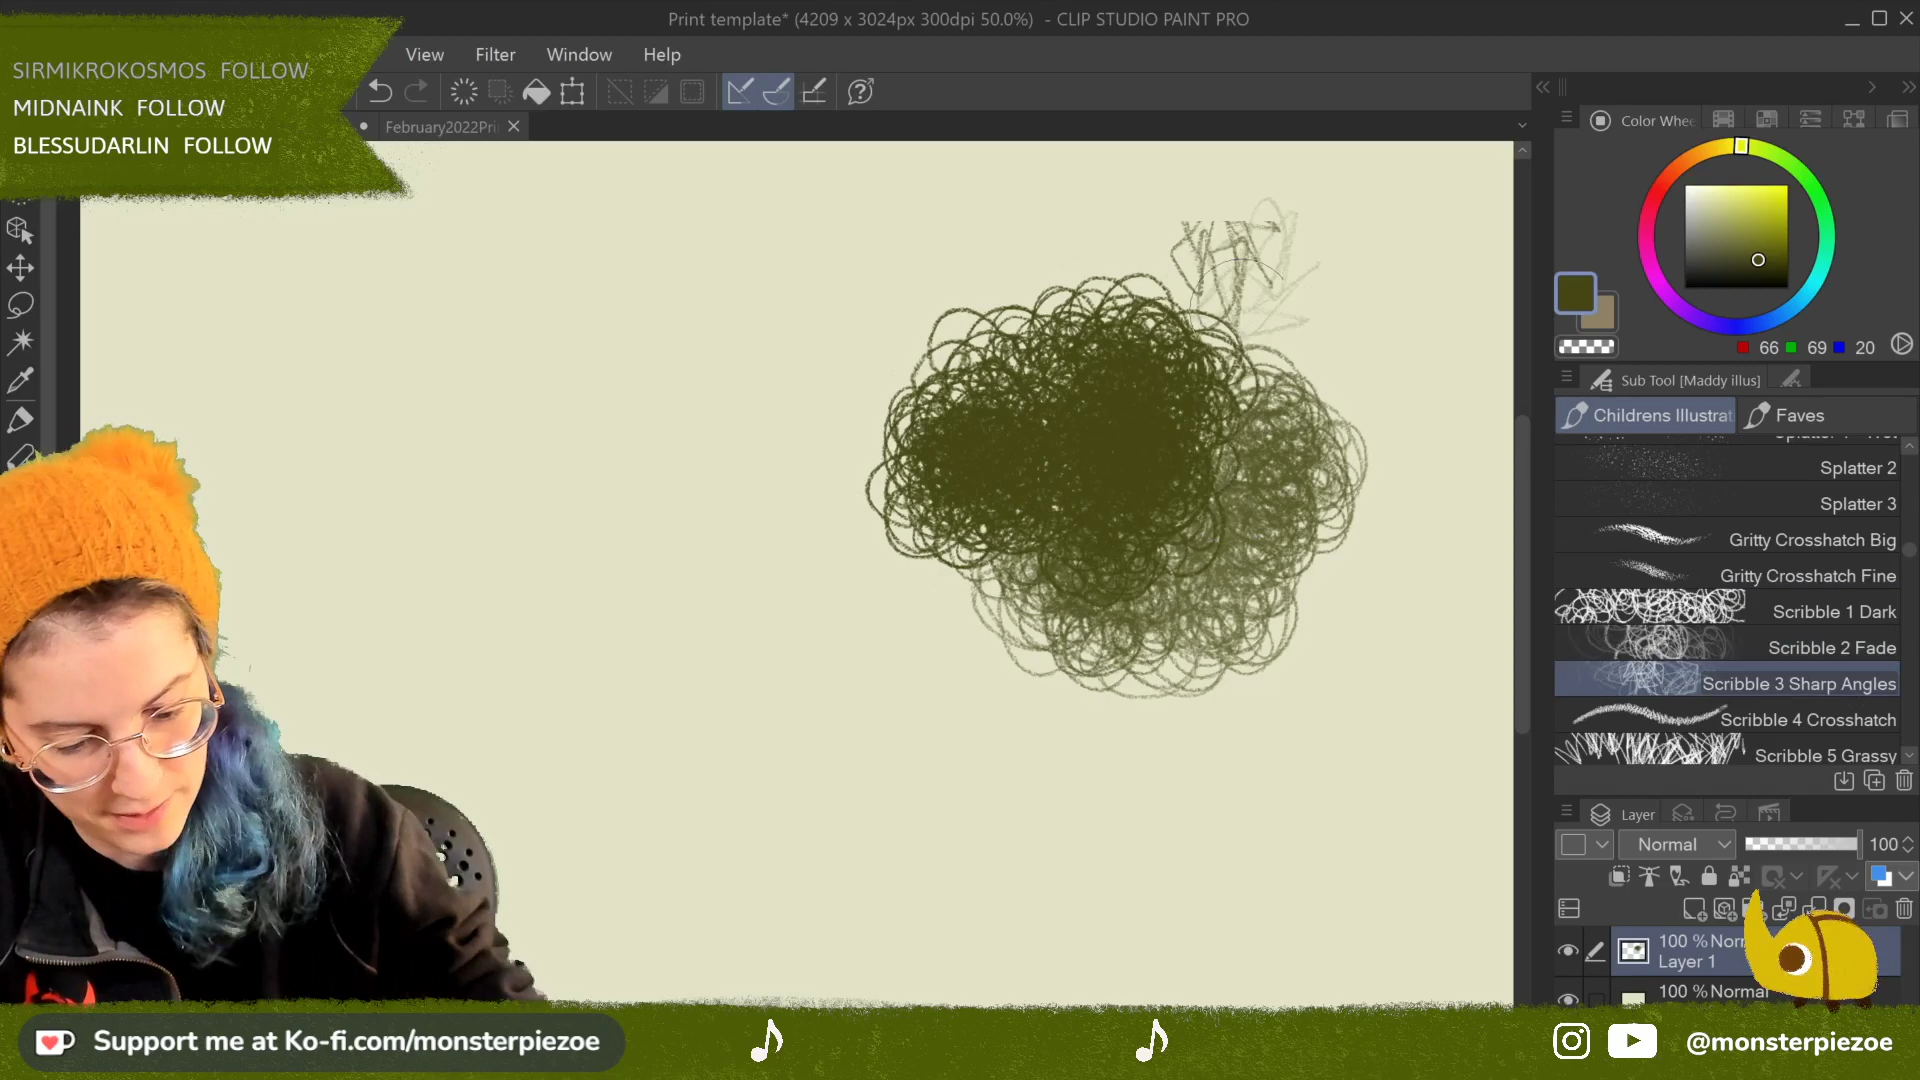 Print template* (4209 x 3024px 300dpi 50.0%) - CLIP STUDIO PAINT PRO
View Filter Window Help
SIRMIKROKOSMOS FOLLOW
MIDNAINK FOLLOW
BLESSUDARLIN FOLLOW
February2022Pri
Color Whe
66 69 20
Sub Tool [Maddy illus]
Childrens Illustrat Faves
Splatter 2
Splatter 3
Gritty Crosshatch Big
Gritty Crosshatch Fine
Scribble 1 Dark
Scribble 2 Fade
Scribble 3 Sharp Angles
Scribble 4 Crosshatch
Scribble 5 Grassy
Layer
Normal 100
100 % Nor
Layer 1
100 % Normal
Support me at Ko-fi.com/monsterpiezoe
@monsterpiezoe